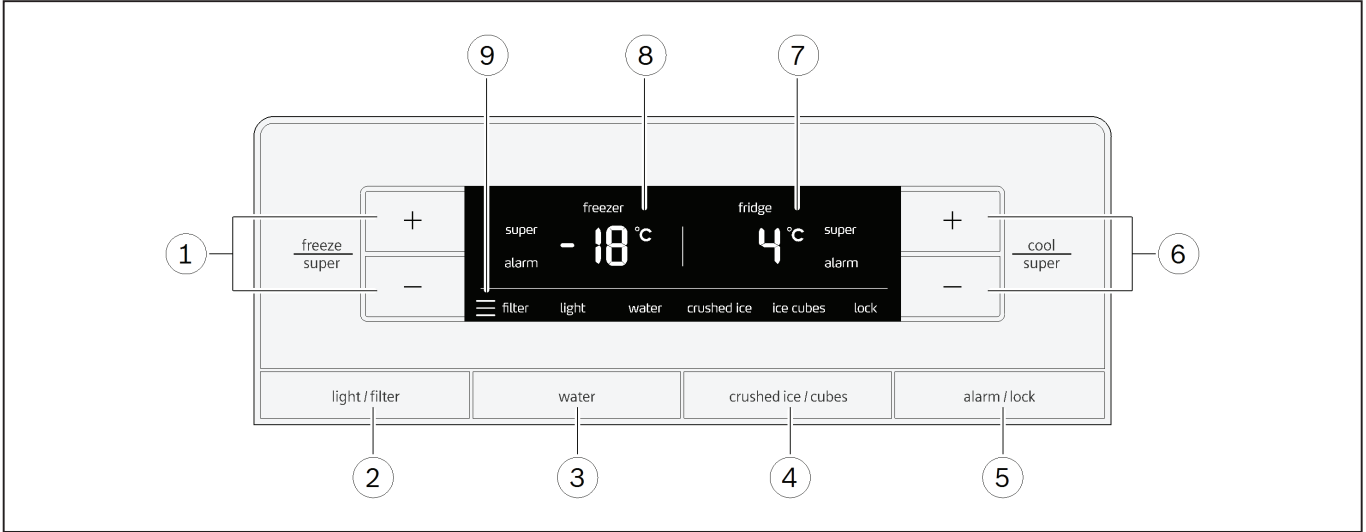 9 8 7
freezer fridge
+ super - 18 °C 4 °C super +
1 freeze cool 6
super super
− alarm alarm −
filter light water crushed ice ice cubes lock
light / filter water crushed ice / cubes alarm / lock
2 3 4 5